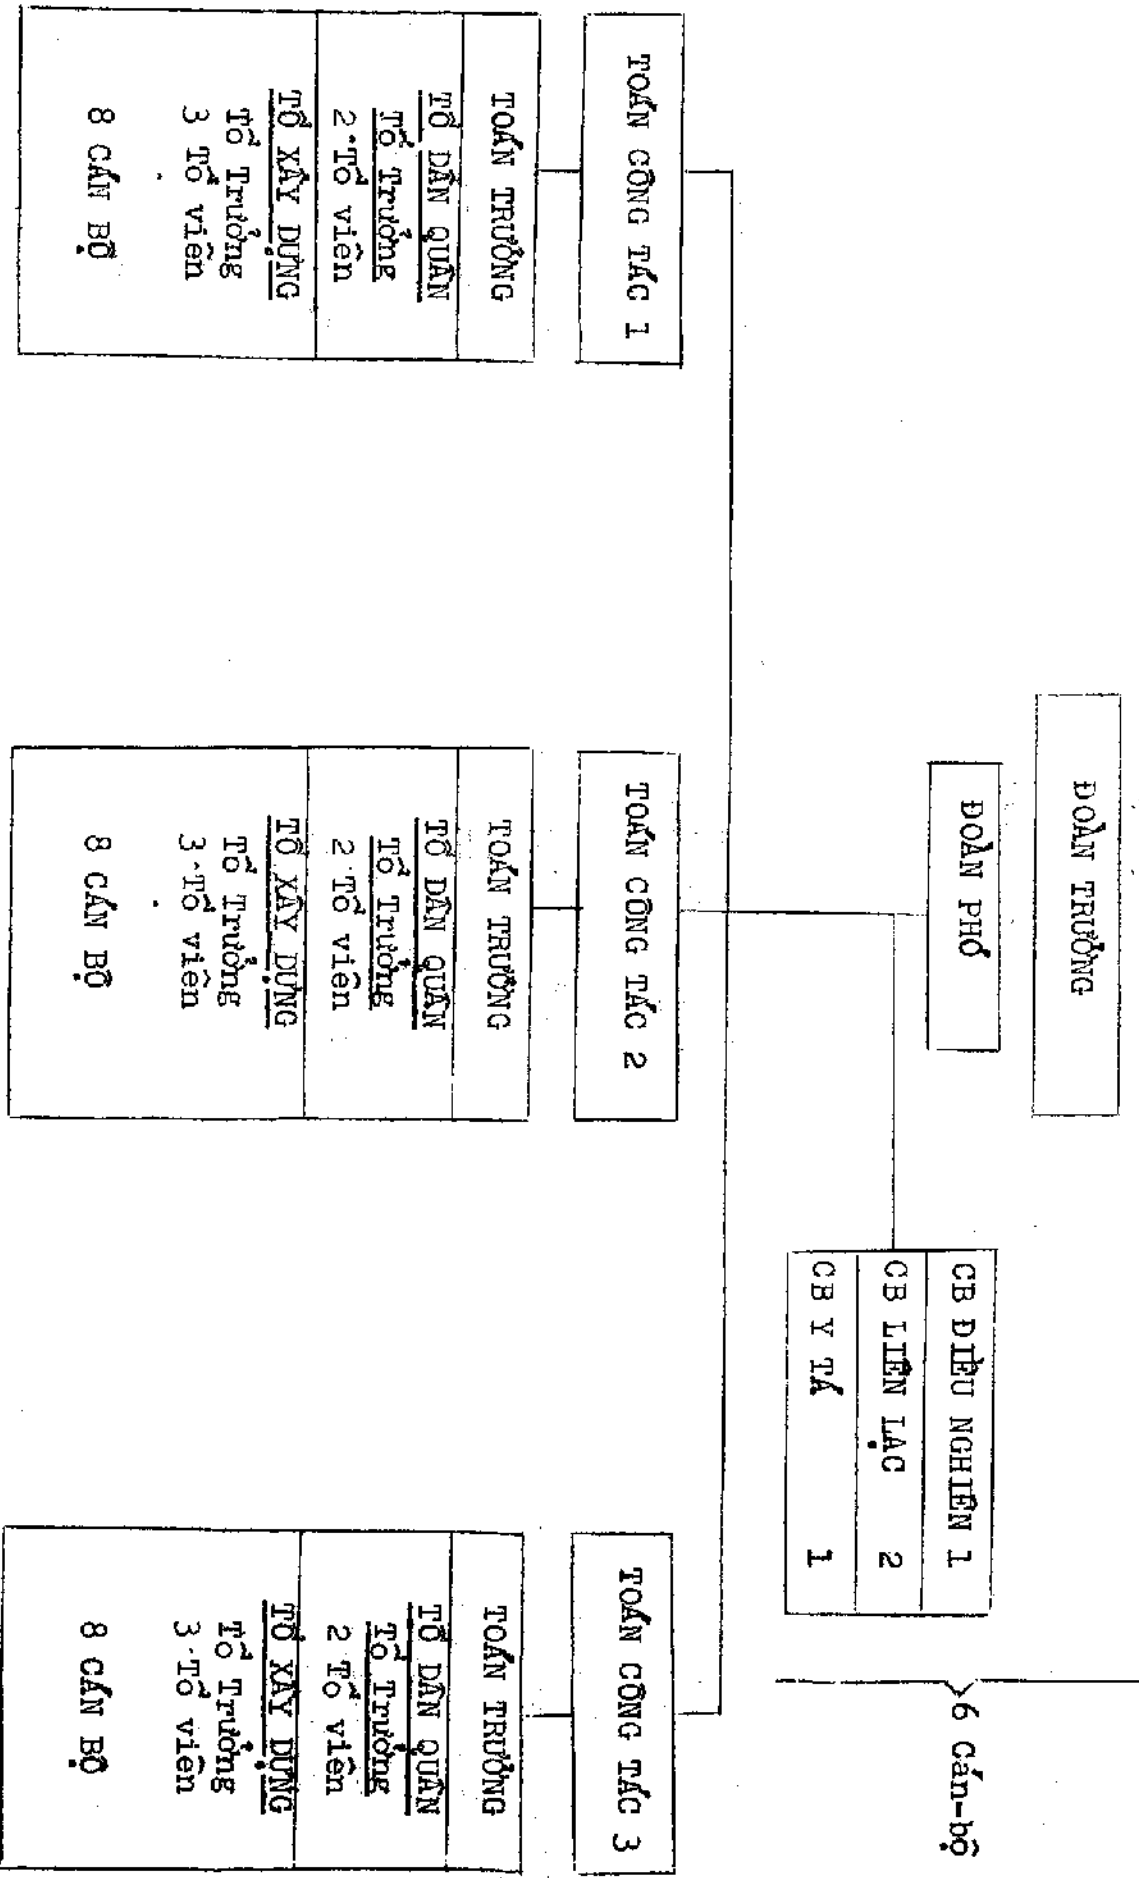 ĐOÀN TRƯỞNG
ĐOÀN PHÓ
CB ĐIỀU NGHIÊN 1
CB LIÊN LẠC 2
CB Y TÁ 1
6 Cán-bộ
TOÁN CÔNG TÁC 1
TOÁN TRƯỞNG
TỔ DÂN QUÂN
Tổ Trưởng
2 Tổ viên
TỔ XÂY DỰNG
Tổ Trưởng
3 Tổ viên
8 CÁN BỘ
TOÁN CÔNG TÁC 2
TOÁN TRƯỞNG
TỔ DÂN QUÂN
Tổ Trưởng
2 Tổ viên
TỔ XÂY DỰNG
Tổ Trưởng
3 Tổ viên
8 CÁN BỘ
TOÁN CÔNG TÁC 3
TOÁN TRƯỞNG
TỔ DÂN QUÂN
Tổ Trưởng
2 Tổ viên
TỔ XÂY DỰNG
Tổ Trưởng
3 Tổ viên
8 CÁN BỘ